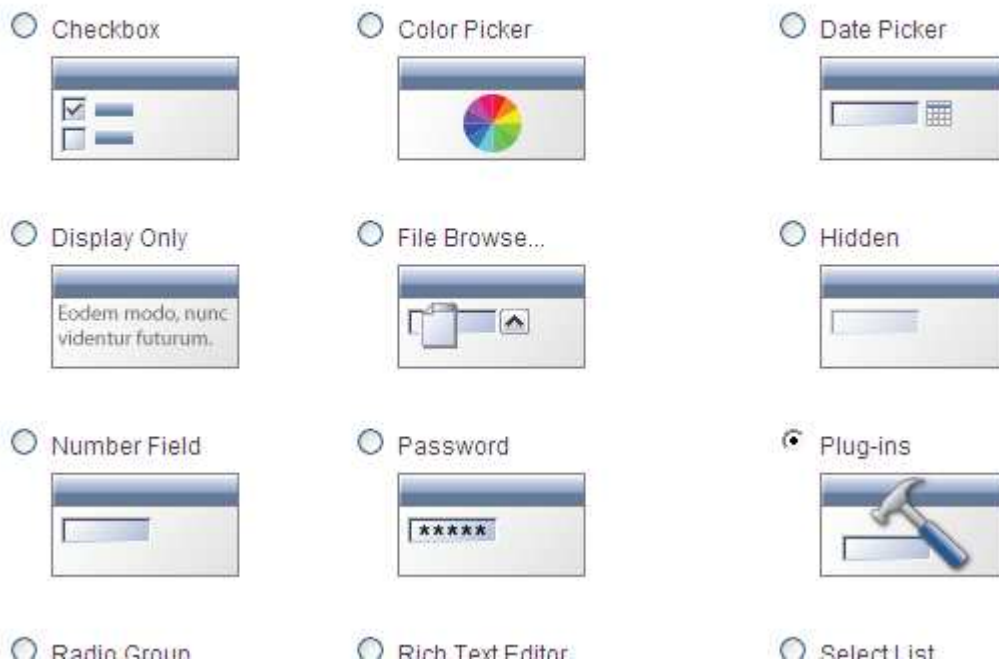 Checkbox
Color Picker
Date Picker
Display Only
Eodem modo, nunc
videntur futurum.
File Browse...
Hidden
Number Field
Password
*****
Plug-ins
Radio Group
Rich Text Editor
Select List